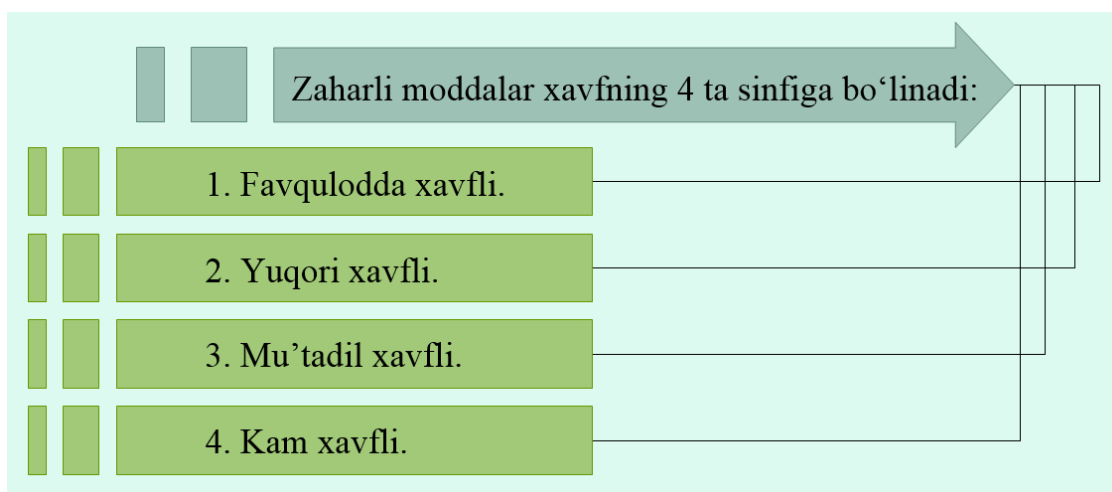 Zaharli moddalar xavfning 4 ta sinfiga bo‘linadi:
1. Favqulodda xavfli.
2. Yuqori xavfli.
3. Mu’tadil xavfli.
4. Kam xavfli.